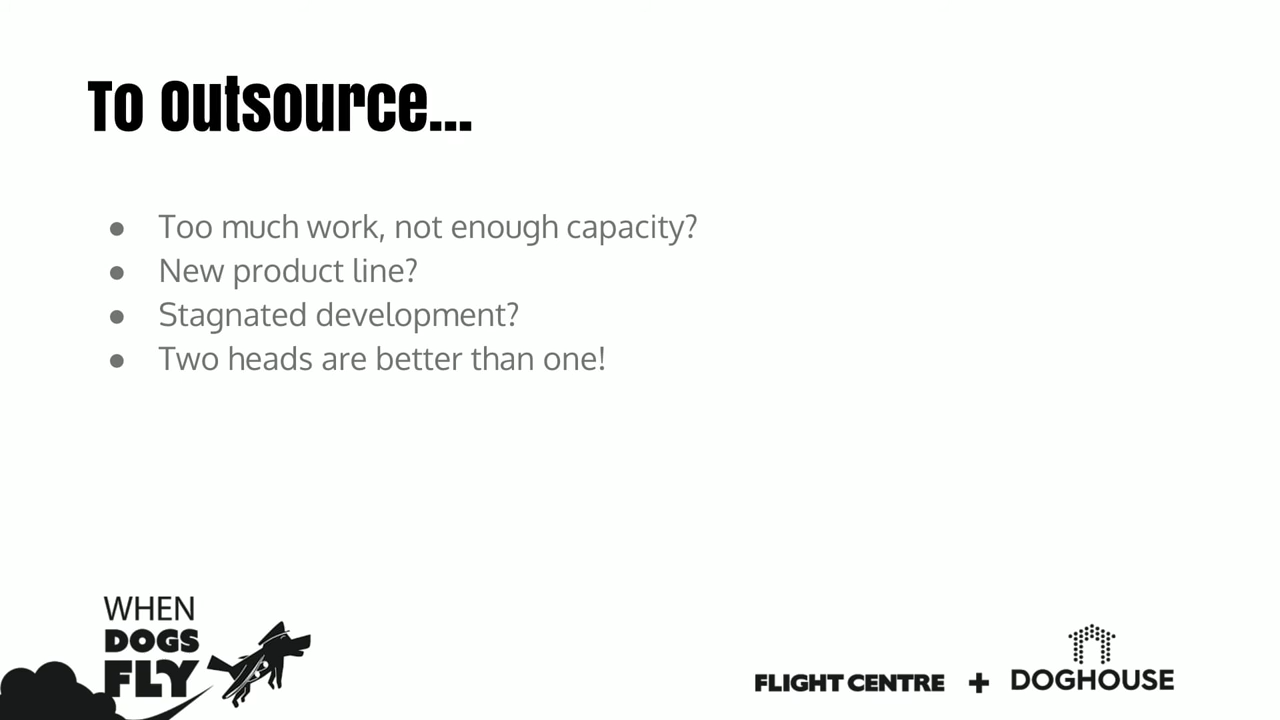 To Outsource...
● Too much work, not enough capacity?
● New product line?
● Stagnated development?
● Two heads are better than one!
WHEN
DOGS
FLY
FLIGHT CENTRE + DOGHOUSE